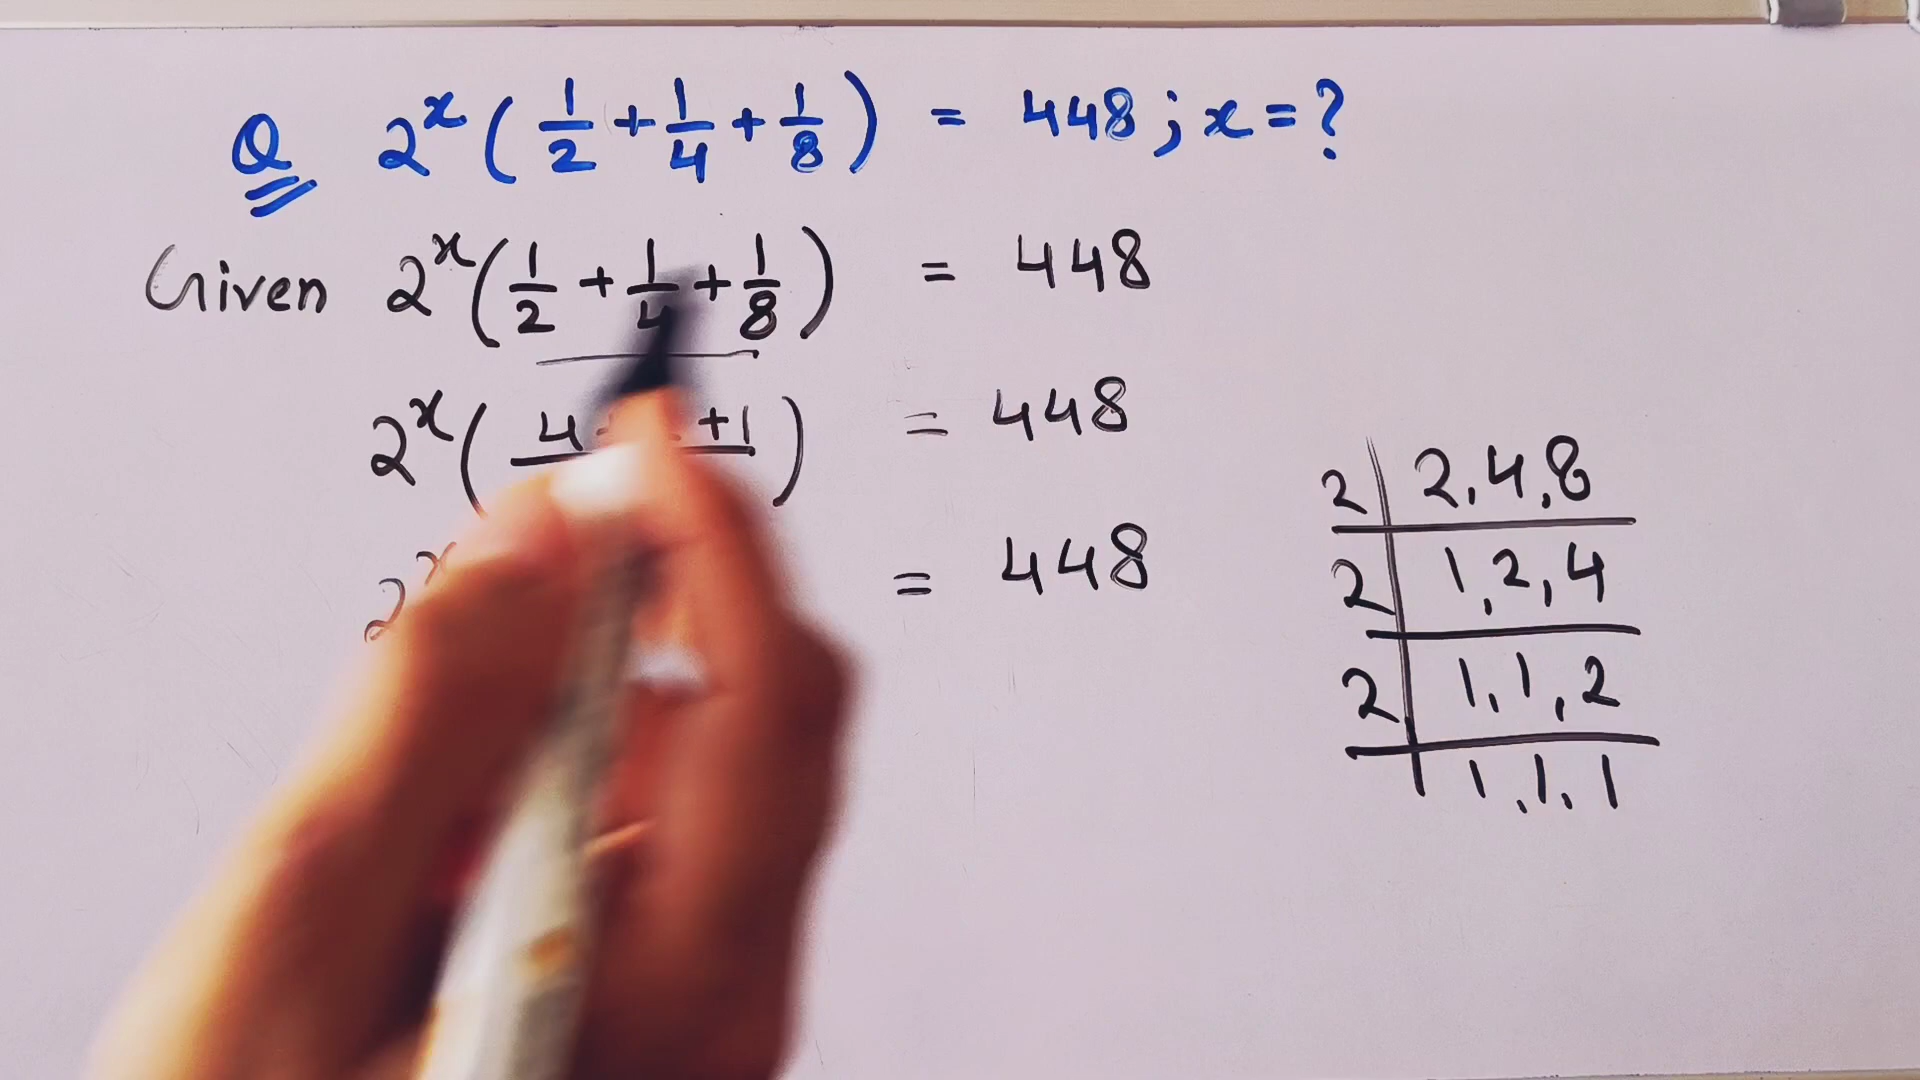 Q 2^x (1/2 + 1/4 + 1/8) = 448 ; x = ?
Given 2^x (1/2 + 1/4 + 1/8) = 448
2^x (4 +1) = 448
2^x = 448
2 | 2, 4, 8
2 | 1, 2, 4
2 | 1, 1, 2
1, 1, 1